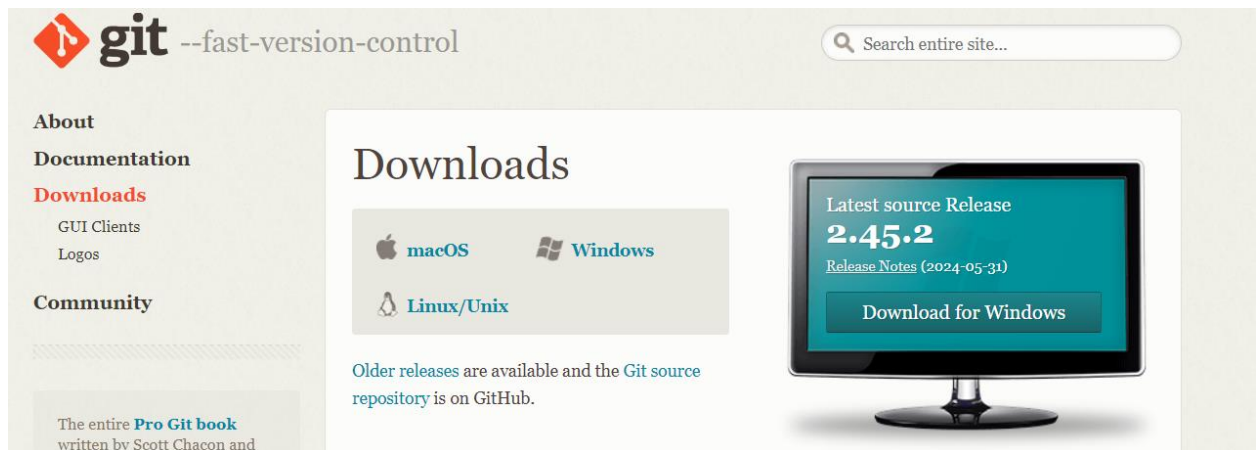 git --fast-version-control
Search entire site...
About
Documentation
Downloads
GUI Clients
Logos
Community
The entire Pro Git book
written by Scott Chacon and
Downloads
macOS
Windows
Linux/Unix
Older releases are available and the Git source
repository is on GitHub.
Latest source Release
2.45.2
Release Notes (2024-05-31)
Download for Windows